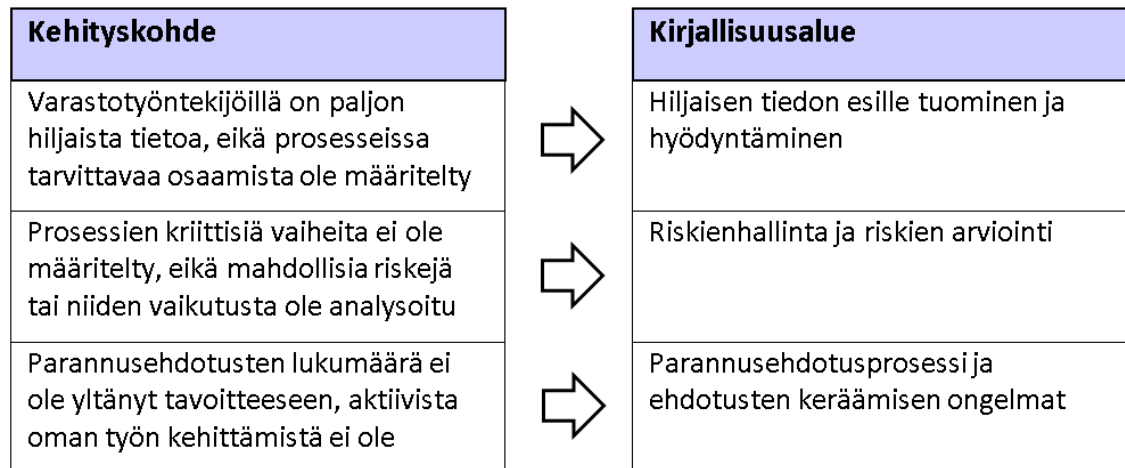 Kehityskohde
Kirjallisuusalue
Varastotyöntekijöillä on paljon
hiljaista tietoa, eikä prosesseissa
tarvittavaa osaamista ole määritelty
Hiljaisen tiedon esille tuominen ja
hyödyntäminen
Prosessien kriittisiä vaiheita ei ole
määritelty, eikä mahdollisia riskejä
tai niiden vaikutusta ole analysoitu
Riskienhallinta ja riskien arviointi
Parannusehdotusten lukumäärä ei
ole yltänyt tavoitteeseen, aktiivista
oman työn kehittämistä ei ole
Parannusehdotusprosessi ja
ehdotusten keräämisen ongelmat